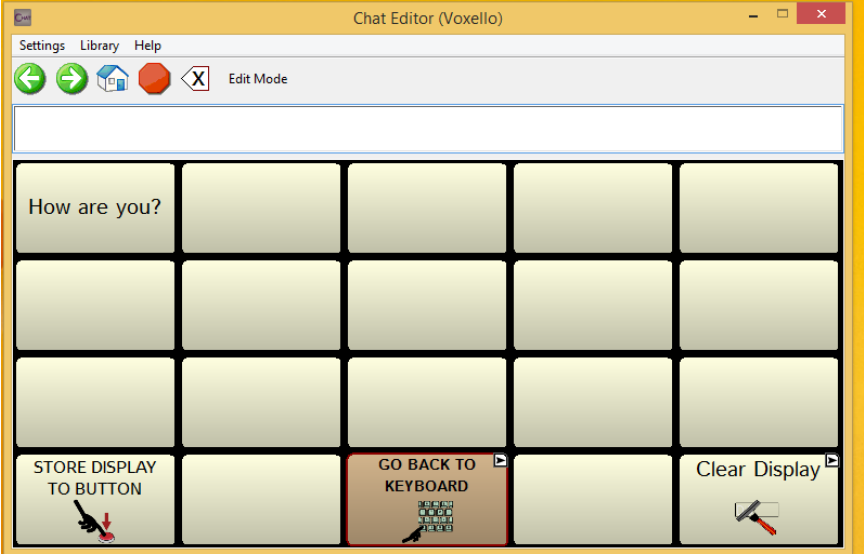 Chat Editor (Voxello)
Settings Library Help
Edit Mode
How are you?
STORE DISPLAY
TO BUTTON
GO BACK TO
KEYBOARD
Clear Display